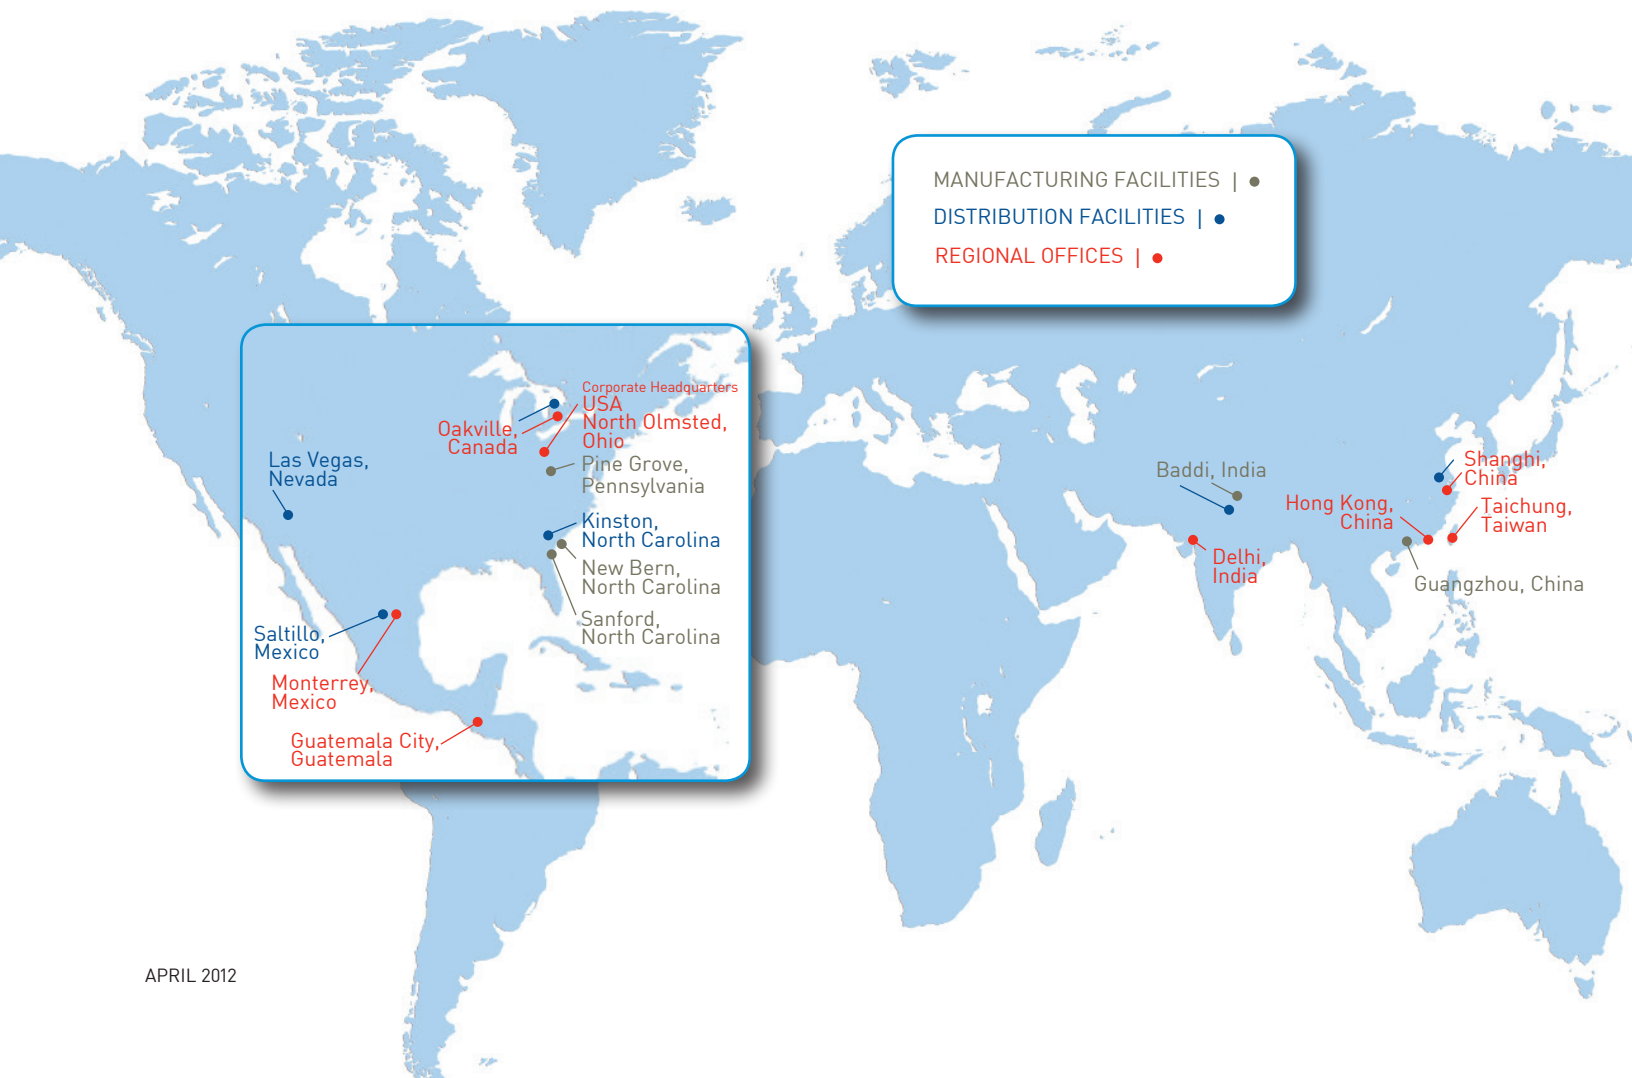 MANUFACTURING FACILITIES |
DISTRIBUTION FACILITIES |
REGIONAL OFFICES |
Corporate Headquarters
USA
North Olmsted,
Ohio
Oakville,
Canada
Pine Grove,
Pennsylvania
Las Vegas,
Nevada
Kinston,
North Carolina
New Bern,
North Carolina
Sanford,
North Carolina
Saltillo,
Mexico
Monterrey,
Mexico
Guatemala City,
Guatemala
Baddi, India
Delhi,
India
Shanghi,
China
Hong Kong,
China
Taichung,
Taiwan
Guangzhou, China
APRIL 2012